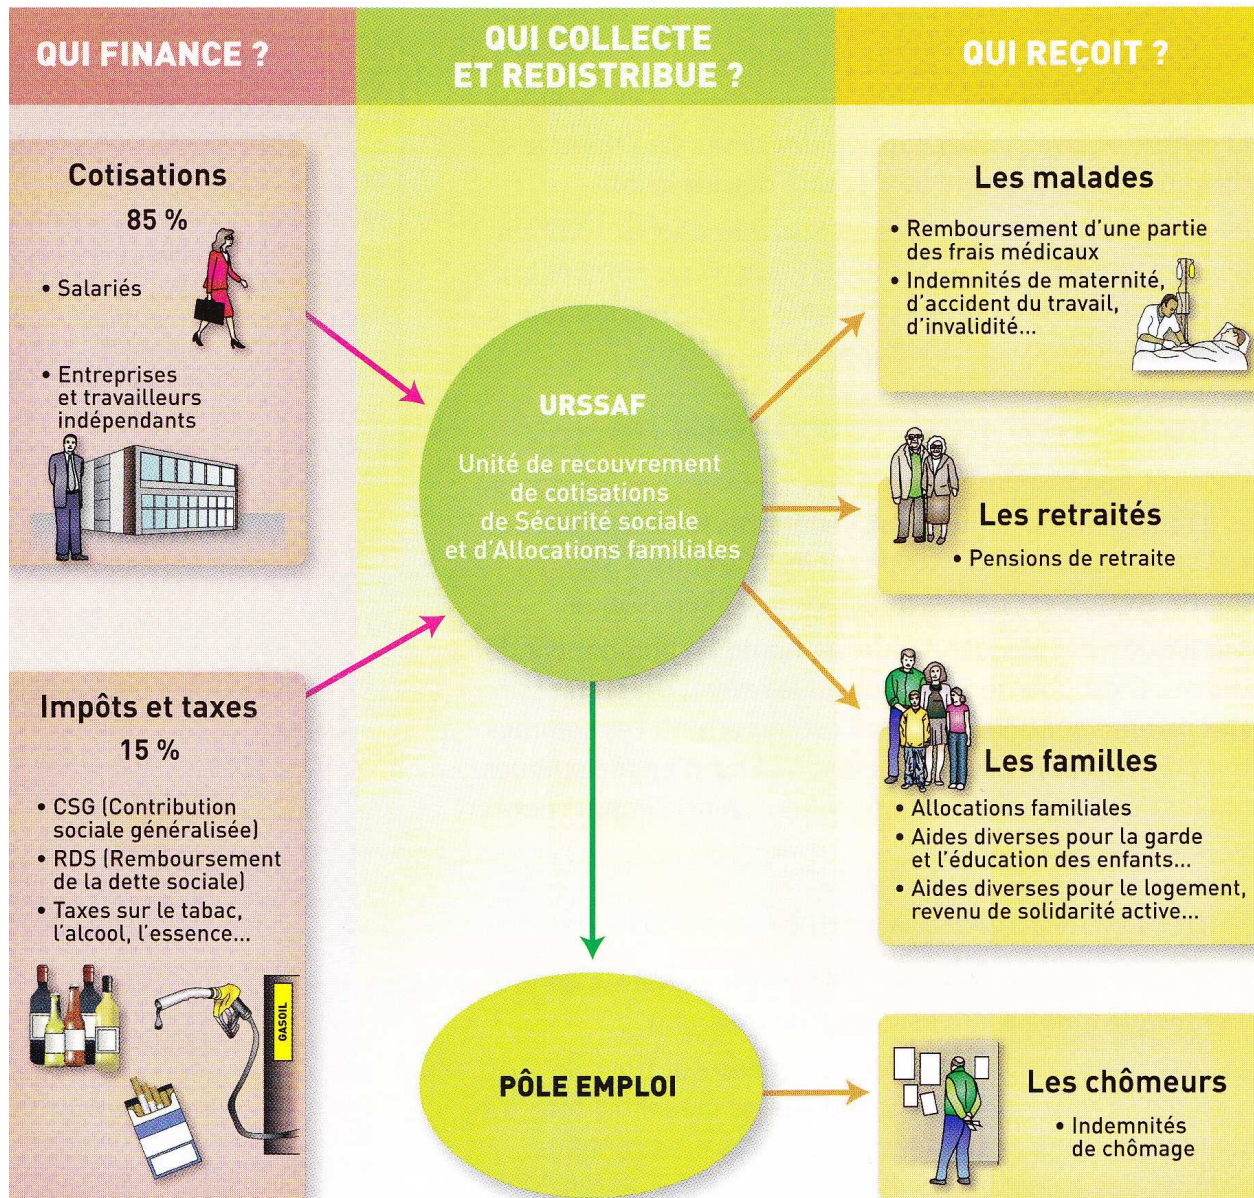 QUI FINANCE ?
QUI COLLECTE
ET REDISTRIBUE ?
QUI REÇOIT ?
Cotisations
85 %
• Salariés
• Entreprises
et travailleurs
indépendants
Impôts et taxes
15 %
• CSG (Contribution
sociale généralisée)
• RDS (Remboursement
de la dette sociale)
• Taxes sur le tabac,
l'alcool, l'essence...
GASOIL
URSSAF
Unité de recouvrement
de cotisations
de Sécurité sociale
et d'Allocations familiales
PÔLE EMPLOI
Les malades
• Remboursement d'une partie
des frais médicaux
• Indemnités de maternité,
d'accident du travail,
d'invalidité...
Les retraités
• Pensions de retraite
Les familles
• Allocations familiales
• Aides diverses pour la garde
et l'éducation des enfants...
• Aides diverses pour le logement,
revenu de solidarité active...
Les chômeurs
• Indemnités
de chômage